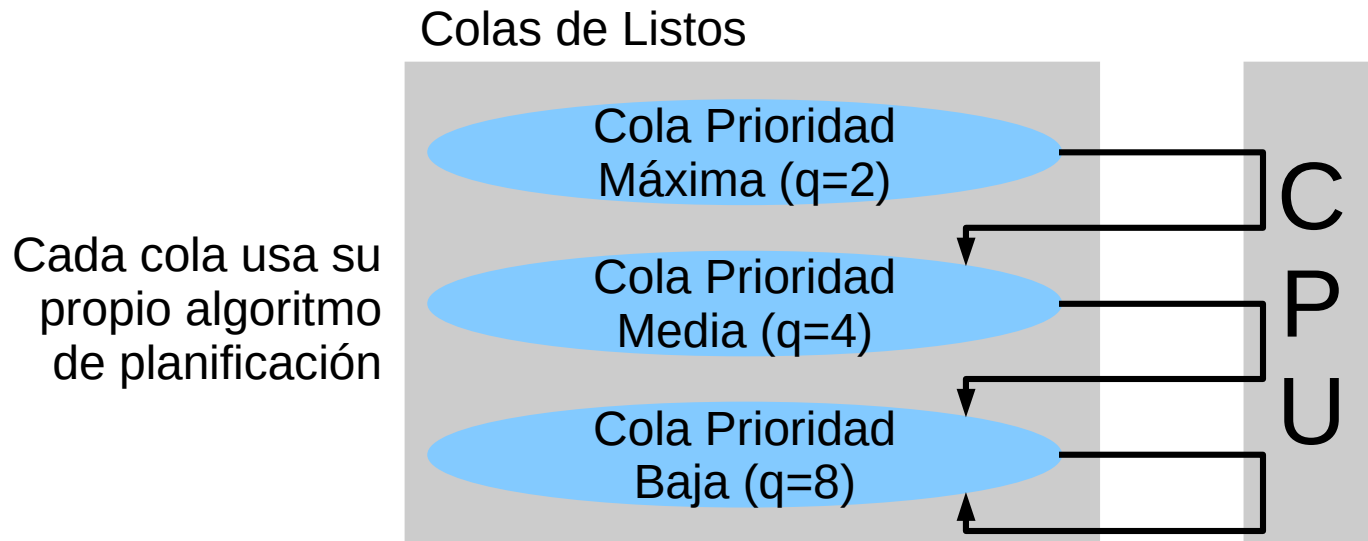 Colas de Listos
Cola Prioridad
Máxima (q=2)
Cada cola usa su
propio algoritmo
de planificación
Cola Prioridad
Media (q=4)
Cola Prioridad
Baja (q=8)
C
P
U